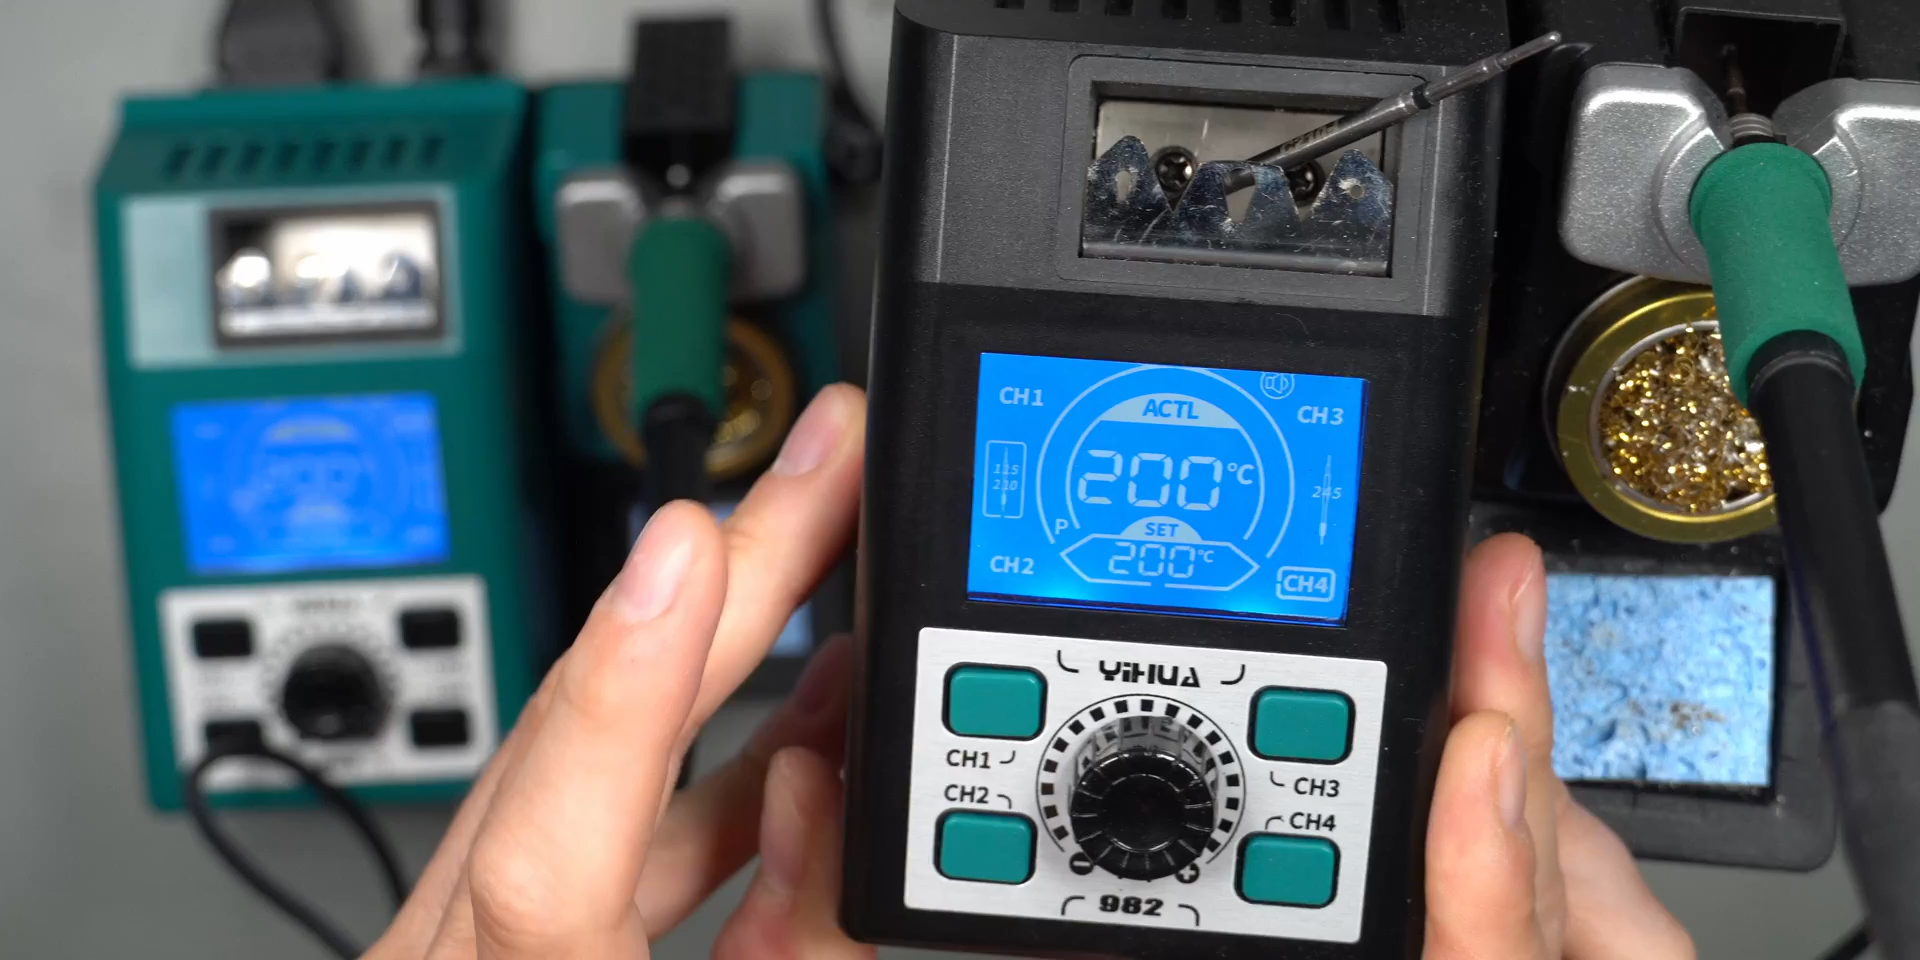 CH1
ACTL
CH3
200°C
115
210
245
P
SET
200°C
CH2
CH4
YiHUA
CH1
CH3
CH2
CH4
982